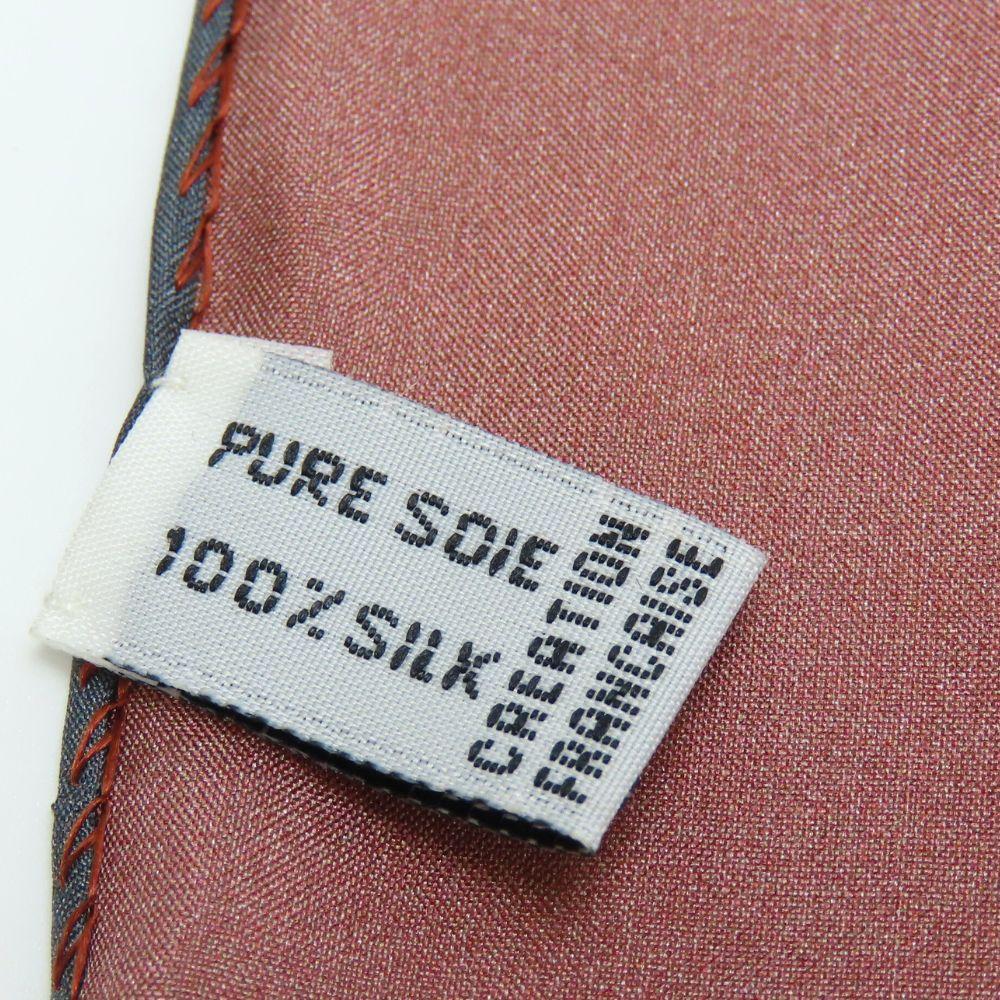 PURE SOIE
100% SILK
CREATION
FRANCAISE